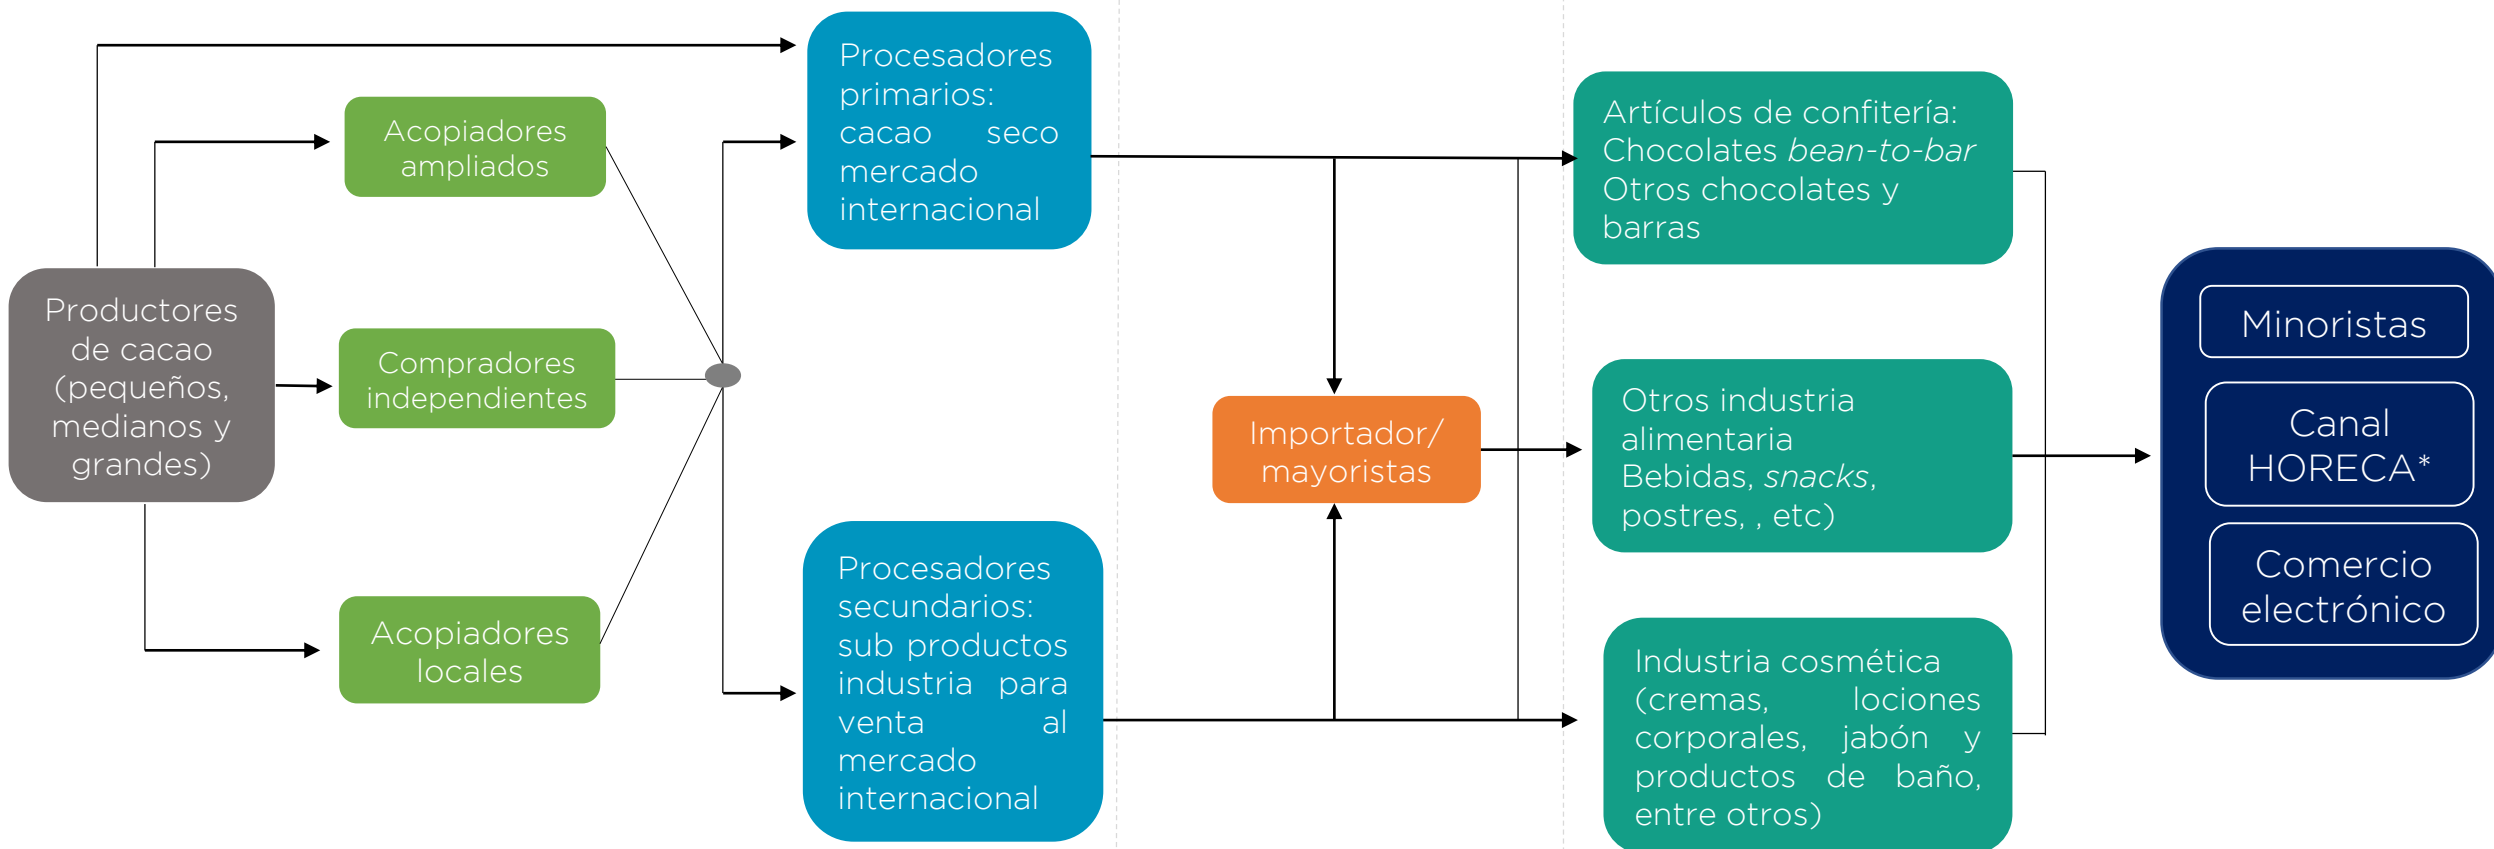 Productores
de cacao
(pequeños,
medianos y
grandes)
Acopiadores
ampliados
Compradores
independientes
Acopiadores
locales
Procesadores
primarios:
cacao seco
mercado
internacional
Procesadores
secundarios:
sub productos
industria para
venta al
mercado
internacional
Importador/
mayoristas
Artículos de confitería:
Chocolates bean-to-bar
Otros chocolates y
barras
Otros industria
alimentaria
Bebidas, snacks,
postres, , etc)
Industria cosmética
(cremas, lociones
corporales, jabón y
productos de baño,
entre otros)
Minoristas
Canal
HORECA*
Comercio
electrónico